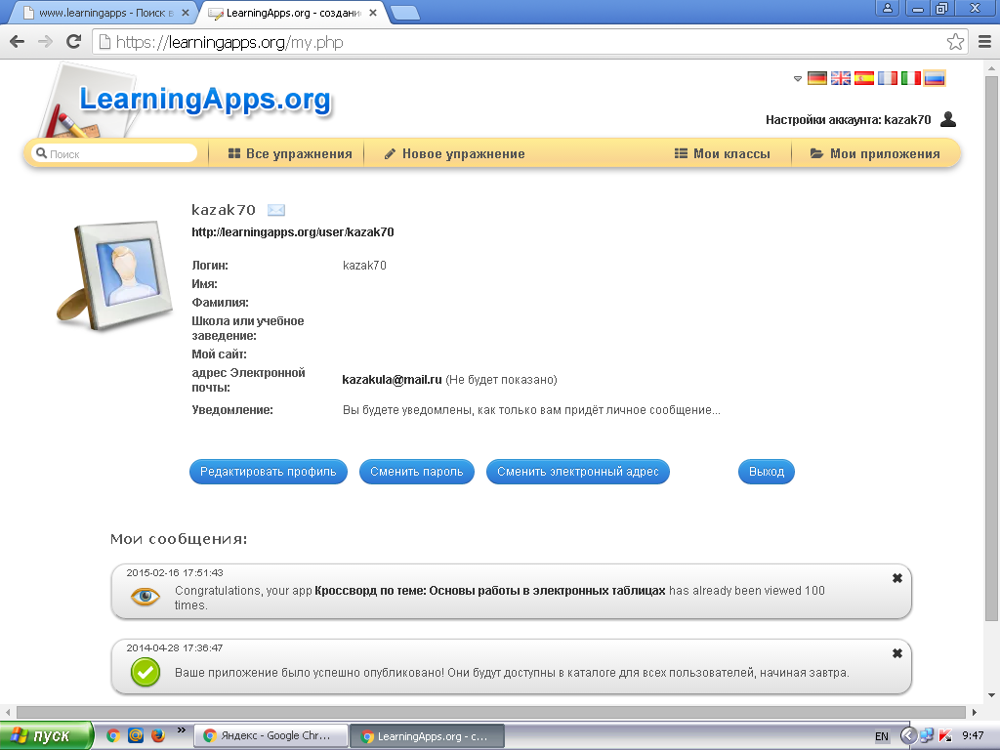 www.learningapps - Поиск в
LearningApps.org - создание
https://learningapps.org/my.php
LearningApps.org
Настройки аккаунта: kazak70
Поиск
Все упражнения
Новое упражнение
Мои классы
Мои приложения
kazak70
http://learningapps.org/user/kazak70
Логин: kazak70
Имя:
Фамилия:
Школа или учебное
заведение:
Мой сайт:
адрес Электронной
почты:
kazakula@mail.ru (Не будет показано)
Уведомление: Вы будете уведомлены, как только вам придёт личное сообщение...
Редактировать профиль
Сменить пароль
Сменить электронный адрес
Выход
Мои сообщения:
2015-02-16 17:51:43
Congratulations, your app Кроссворд по теме: Основы работы в электронных таблицах has already been viewed 100
times.
2014-04-28 17:36:47
Ваше приложение было успешно опубликовано! Они будут доступны в каталоге для всех пользователей, начиная завтра.
пуск
Яндекс - Google Chr...
LearningApps.org - с...
EN
9:47